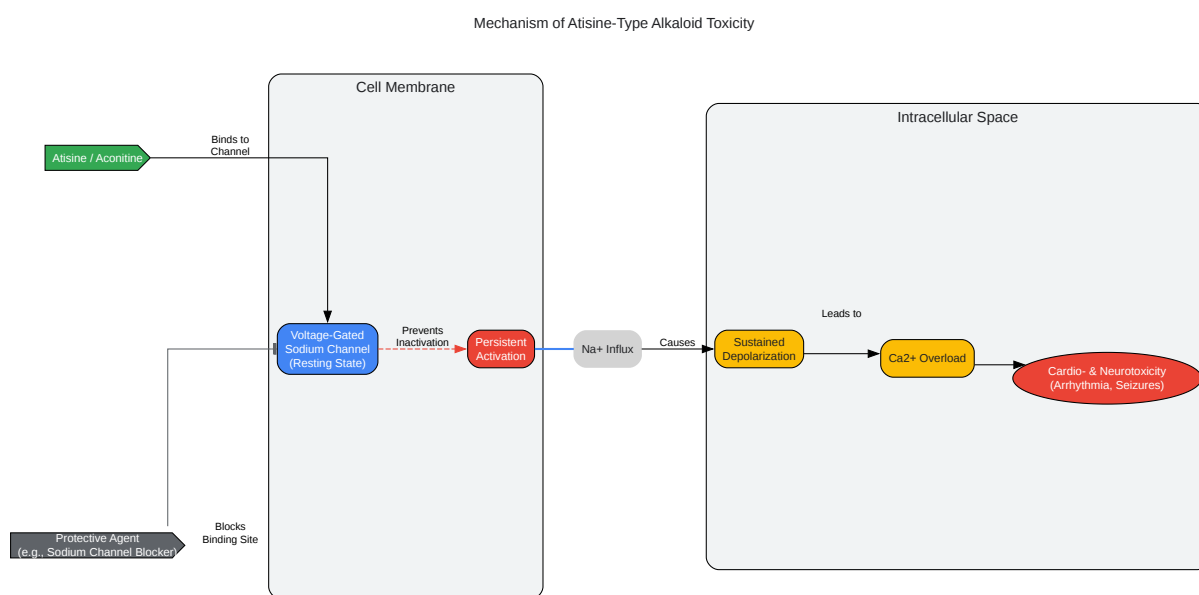 Mechanism of Atisine-Type Alkaloid Toxicity
Cell Membrane
Intracellular Space
Binds to
Channel
Atisine / Aconitine
Voltage-Gated
Sodium Channel
(Resting State)
Prevents
Inactivation
Persistent
Activation
Na+ Influx
Causes
Sustained
Depolarization
Leads to
Ca2+ Overload
Cardio- & Neurotoxicity
(Arrhythmia, Seizures)
Protective Agent
(e.g., Sodium Channel Blocker)
Blocks
Binding Site